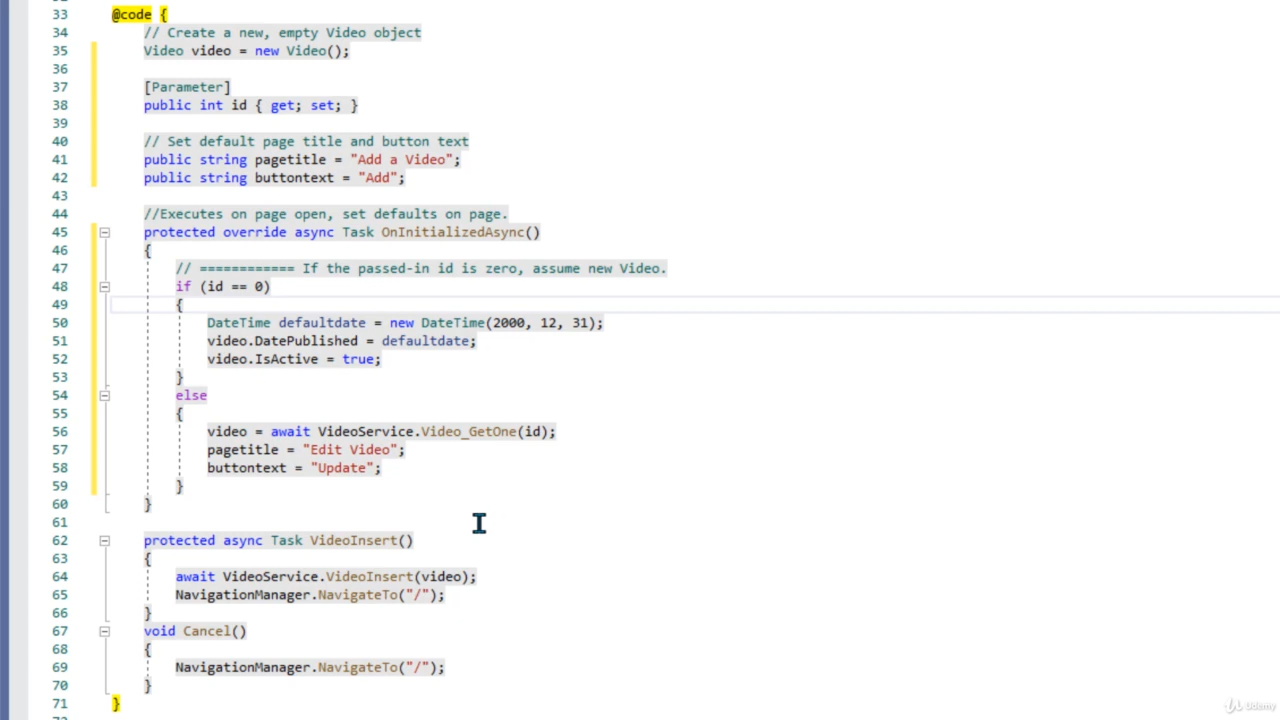 33 @code {
34 // Create a new, empty Video object
35 Video video = new Video();
36
37 [Parameter]
38 public int id { get; set; }
39
40 // Set default page title and button text
41 public string pagetitle = "Add a Video";
42 public string buttontext = "Add";
43
44 //Executes on page open, set defaults on page.
45 protected override async Task OnInitializedAsync()
46 {
47 // ============ If the passed-in id is zero, assume new Video.
48 if (id == 0)
49 {
50 DateTime defaultdate = new DateTime(2000, 12, 31);
51 video.DatePublished = defaultdate;
52 video.IsActive = true;
53 }
54 else
55 {
56 video = await VideoService.Video_GetOne(id);
57 pagetitle = "Edit Video";
58 buttontext = "Update";
59 }
60 }
61
62 protected async Task VideoInsert()
63 {
64 await VideoService.VideoInsert(video);
65 NavigationManager.NavigateTo("/");
66 }
67 void Cancel()
68 {
69 NavigationManager.NavigateTo("/");
70 }
71 }
Udemy